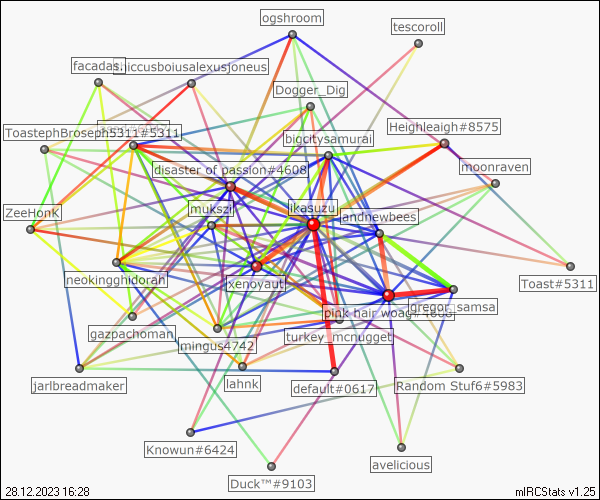 ogshroom
tescoroll
facadas
niccusboiusalexusjoneus
Dogger_Dig
ToastephBroseph5311#5311
bigcitysamurai
Heighleaigh#8575
disaster of passion#4608
moonraven
ZeeHonK
mukszi
ikasuzu
andnewbees
neokingghidorah
xenoyaut
Toast#5311
pink hair woag
gregor_samsa
gazpachoman
mingus4742
turkey_mcnugget
jarlbreadmaker
lahnk
default#0617
Random Stuf6#5983
Knowun#6424
avelicious
Duck™#9103
28.12.2023 16:28
mIRCStats v1.25